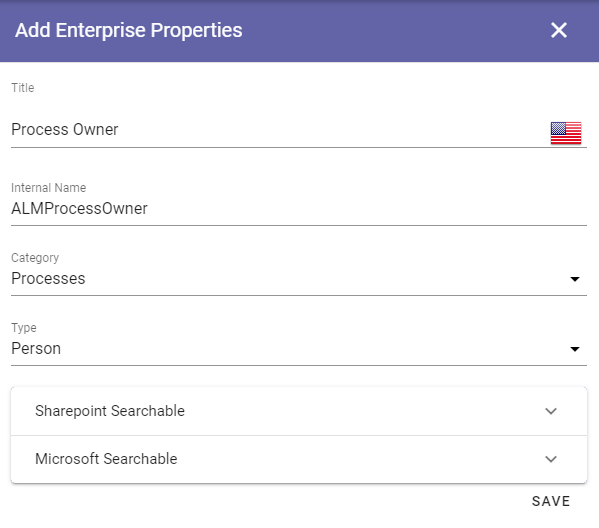 Add Enterprise Properties
Title
Process Owner
Internal Name
ALMProcessOwner
Category
Processes
Type
Person
Sharepoint Searchable
Microsoft Searchable
SAVE